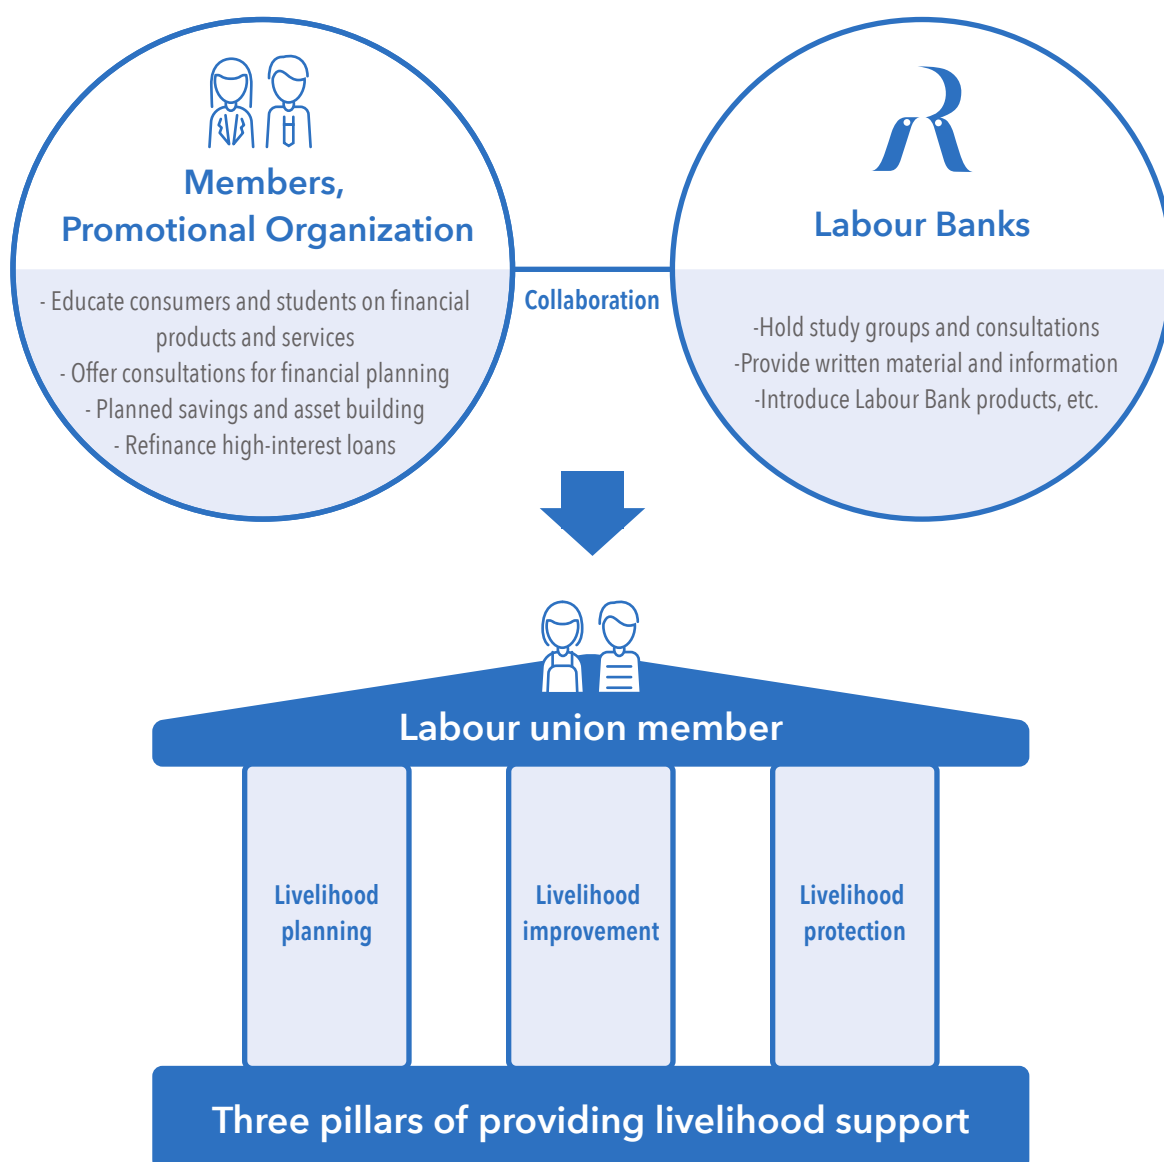 Members,
Promotional Organization
- Educate consumers and students on financial
products and services
- Offer consultations for financial planning
- Planned savings and asset building
- Refinance high-interest loans
Collaboration
Labour Banks
-Hold study groups and consultations
-Provide written material and information
-Introduce Labour Bank products, etc.
Labour union member
Livelihood
planning
Livelihood
improvement
Livelihood
protection
Three pillars of providing livelihood support